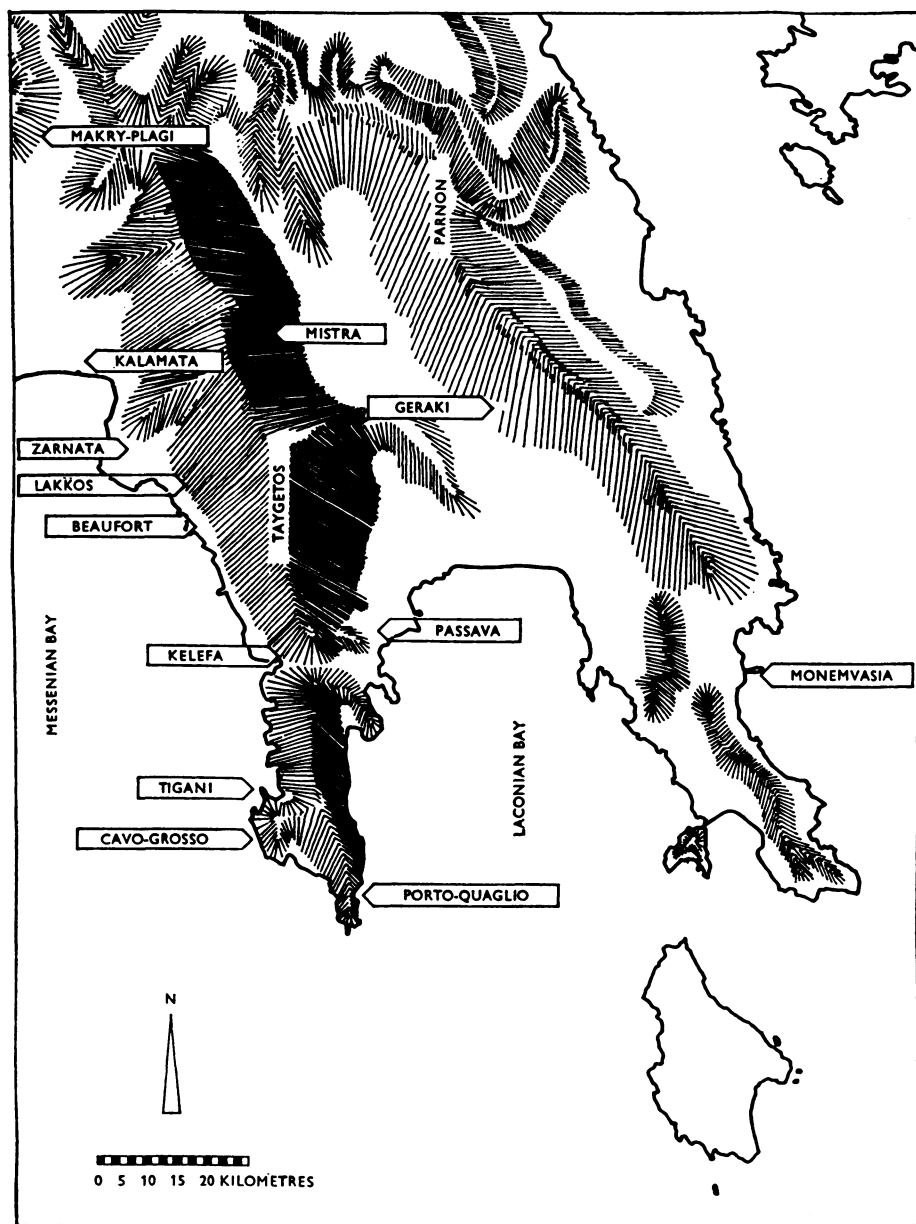 MAKRY-PLAGI
PARNON
MISTRA
KALAMATA
GERAKI
ZARNATA
LAKKOS
TAYGETOS
BEAUFORT
PASSAVA
KELEFA
MESSENIAN BAY
MONEMVASIA
LACONIAN BAY
TIGANI
CAVO-GROSSO
PORTO-QUAGLIO
N
0 5 10 15 20 KILOMETRES